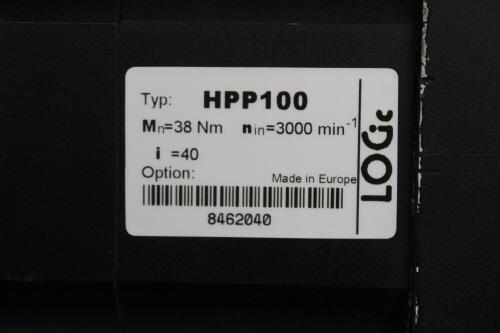 Typ: HPP100
Mn=38 Nm nin=3000 min-1
i =40
Option:
Made in Europe
8462040
LOGic